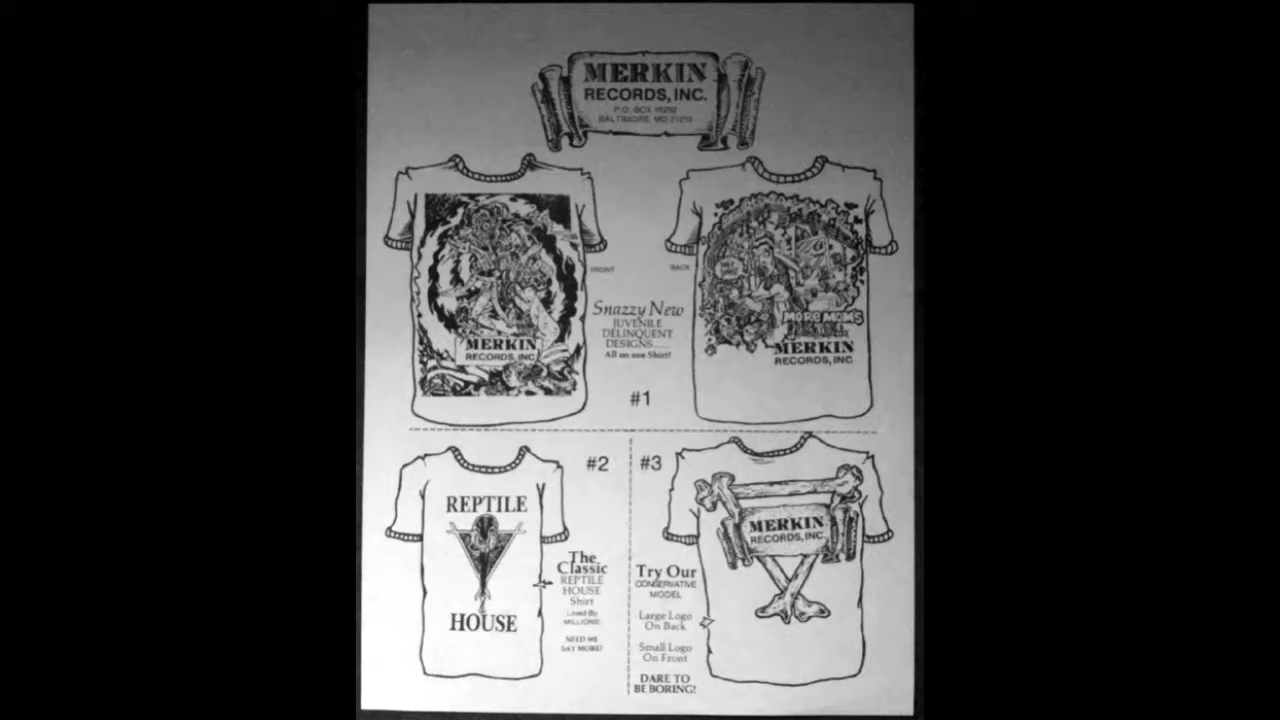 MERKIN
RECORDS, INC.
P.O. BOX
BALTIMORE, MD
MERKIN
RECORDS, INC
FRONT
BACK
Snazzy New
JUVENILE
DELINQUENT
DESIGNS......
All on one Shirt!
MORE MOM'S
MERKIN
RECORDS, INC
#1
#2
REPTILE
HOUSE
The
Classic
REPTILE
HOUSE
Shirt
Loved By
MILLIONS!
NEED WE
SAY MORE?
#3
MERKIN
RECORDS, INC.
Try Our
CONSERVATIVE
MODEL
Large Logo
On Back
Small Logo
On Front
DARE TO
BE BORING!